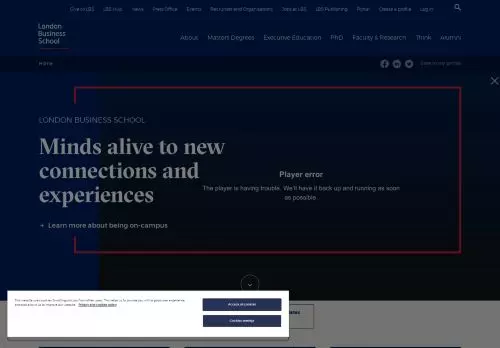 Give to LBS LBS Hub News Press Office Events Recruiters and Organisations Jobs at LBS LBS Publishing Portal Create a profile Log in
London
Business
School
About Masters Degrees Executive Education PhD Faculty & Research Think Alumni
Home
LONDON BUSINESS SCHOOL
Minds alive to new
connections and
experiences
Player error
The player is having trouble. We'll have it back up and running as soon
as possible.
+ Learn more about being on-campus
Privacy and cookies policy
Accept all cookies
Cookies settings